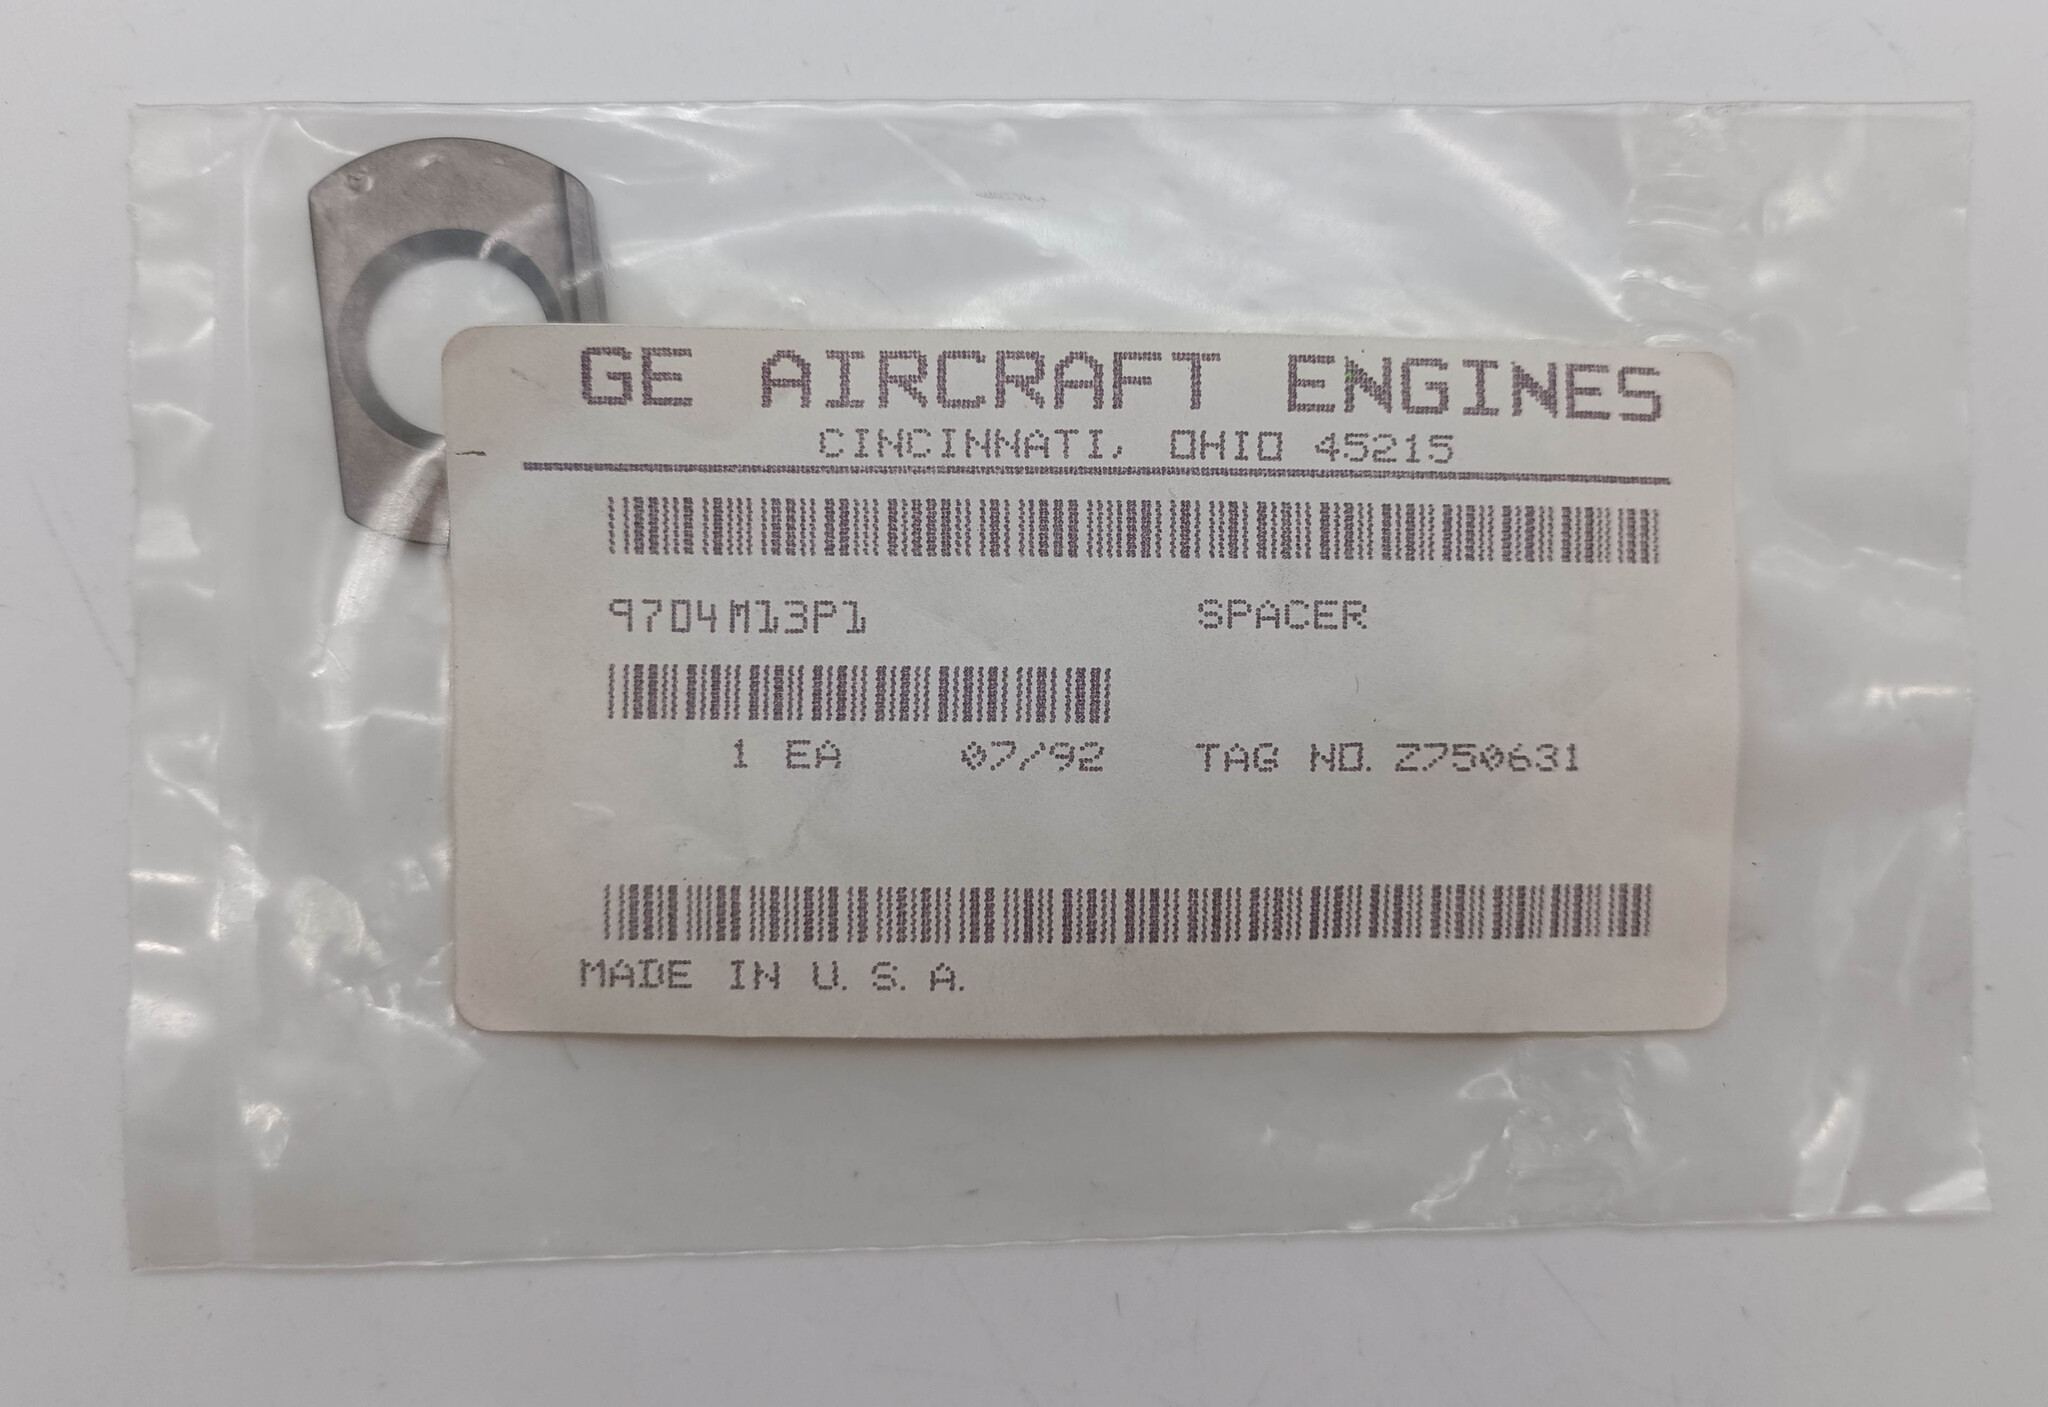 GE AIRCRAFT ENGINES
CINCINNATI, OHIO 45215
9704M13P1 SPACER
1 EA 07/92 TAG NO. Z750631
MADE IN U.S.A.